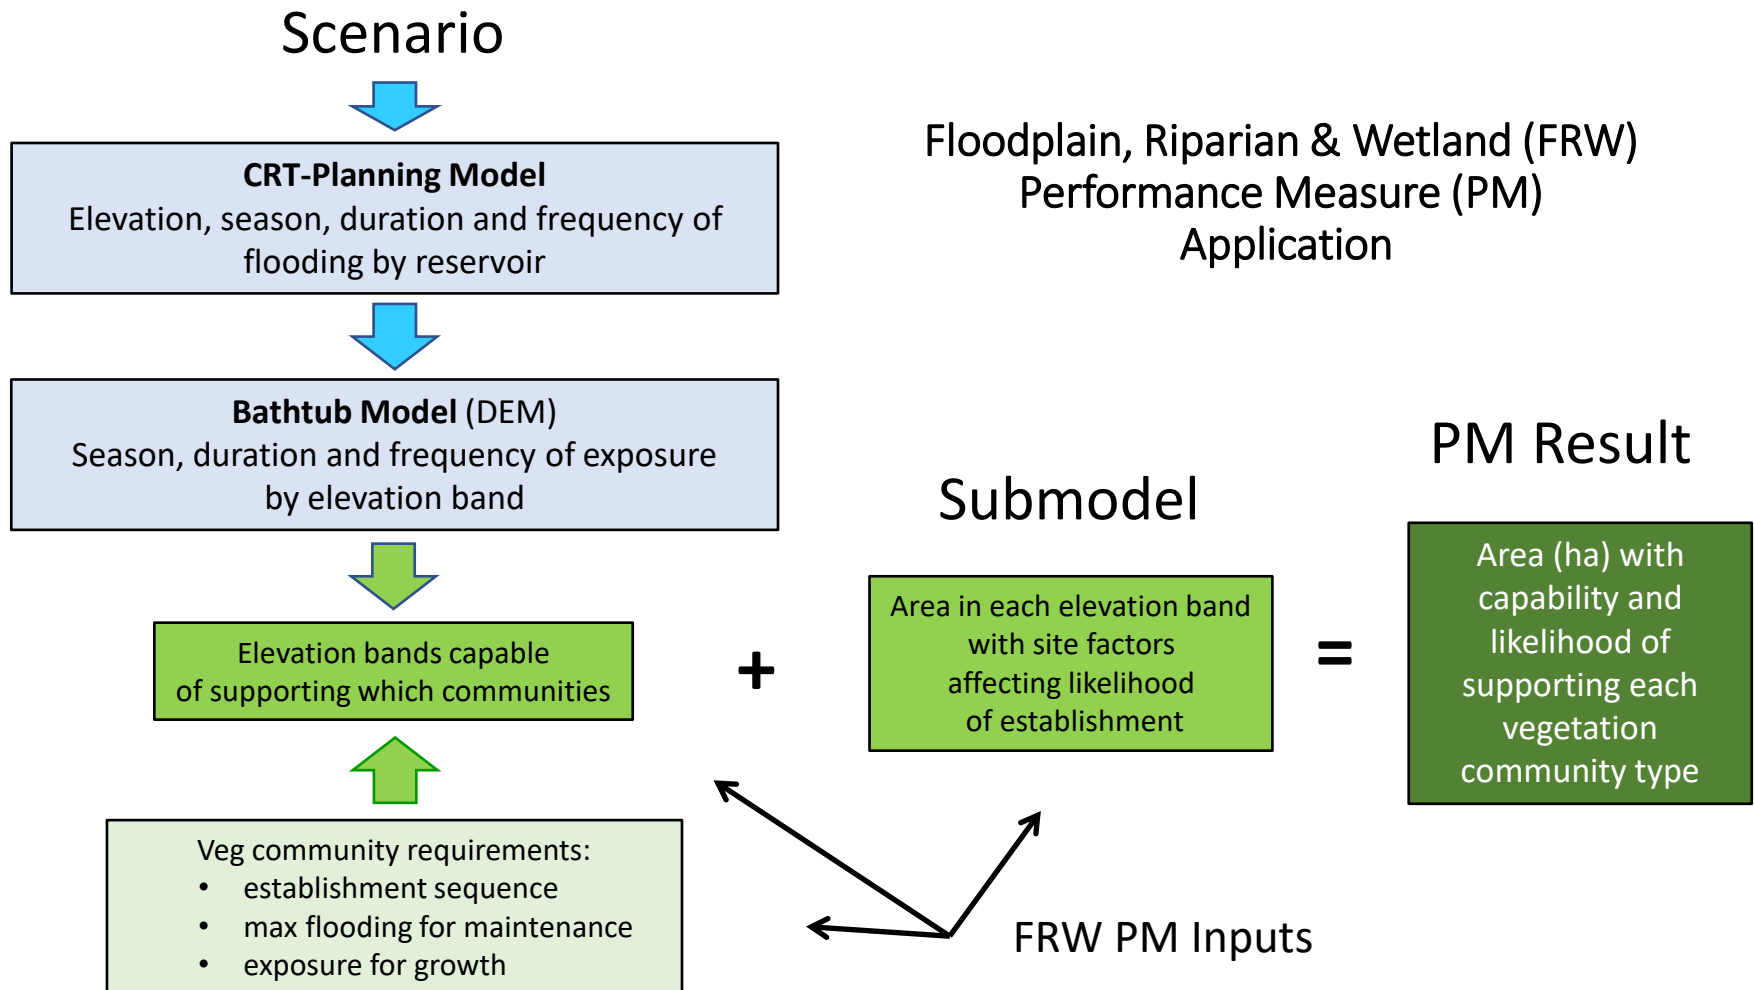 Scenario
CRT-Planning Model
Elevation, season, duration and frequency of
flooding by reservoir
Floodplain, Riparian & Wetland (FRW)
Performance Measure (PM)
Application
Bathtub Model (DEM)
Season, duration and frequency of exposure
by elevation band
Elevation bands capable
of supporting which communities
+
Submodel
Area in each elevation band
with site factors
affecting likelihood
of establishment
=
PM Result
Area (ha) with
capability and
likelihood of
supporting each
vegetation
community type
Veg community requirements:
• establishment sequence
• max flooding for maintenance
• exposure for growth
FRW PM Inputs